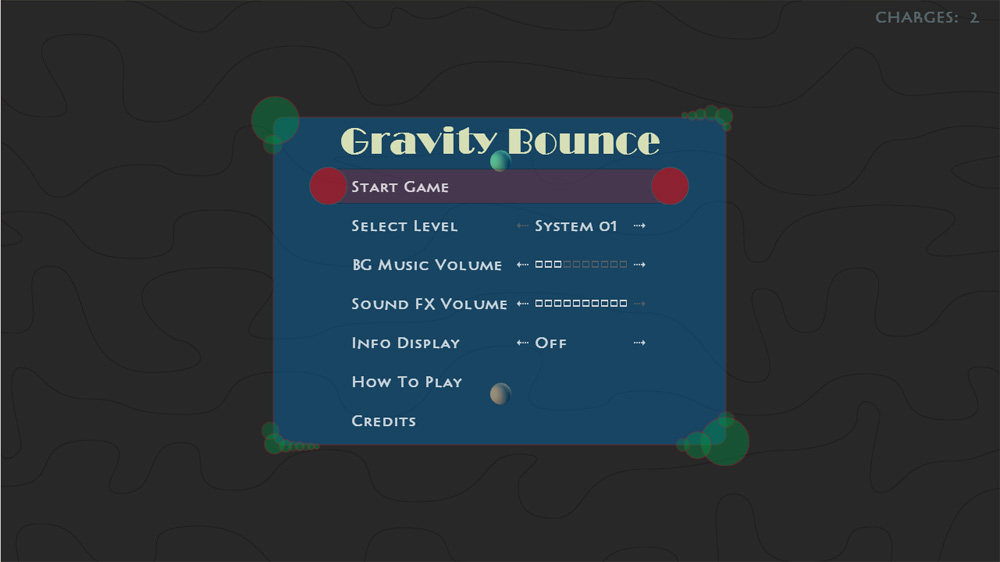 CHARGES: 2
Gravity Bounce
Start Game
Select Level System 01
BG Music Volume
Sound FX Volume
Info Display Off
How To Play
Credits